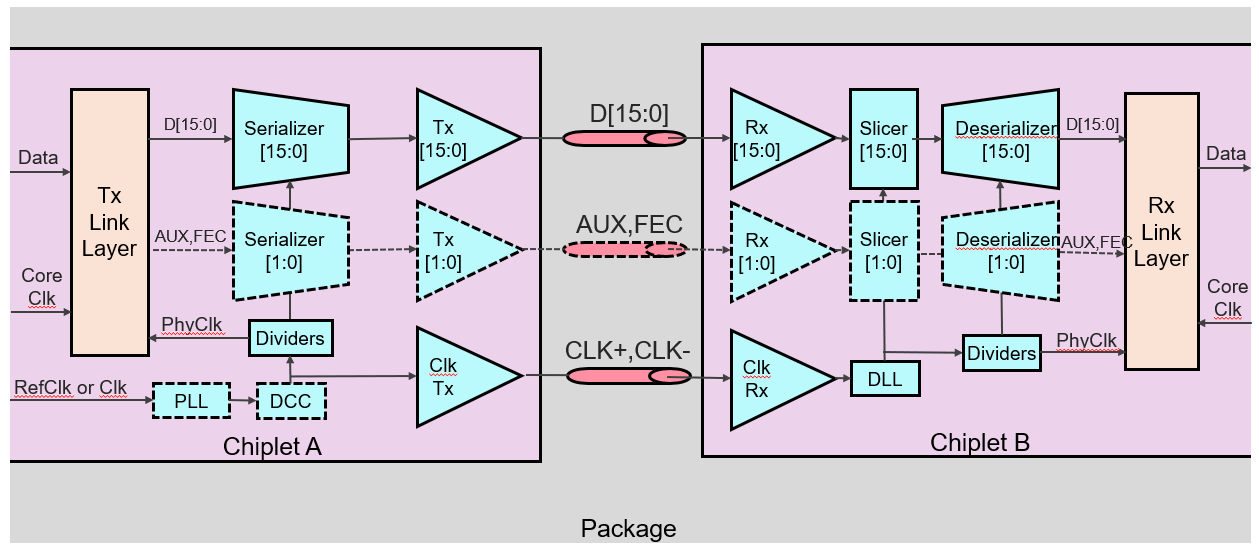 D[15:0]
Data
Tx
Link
Layer
D[15:0]
Serializer
[15:0]
Tx
[15:0]
Rx
[15:0]
Slicer
[15:0]
Deserializer
[15:0]
D[15:0]
Data
AUX,FEC
AUX,FEC
Serializer
[1:0]
Tx
[1:0]
Rx
[1:0]
Slicer
[1:0]
Deserializer
[1:0]
AUX,FEC
Rx
Link
Layer
Core
Clk
PhyClk
Dividers
CLK+,CLK-
Clk
Tx
Clk
Rx
DLL
Dividers
PhyClk
Core
Clk
RefClk or Clk
PLL
DCC
Chiplet A
Chiplet B
Package